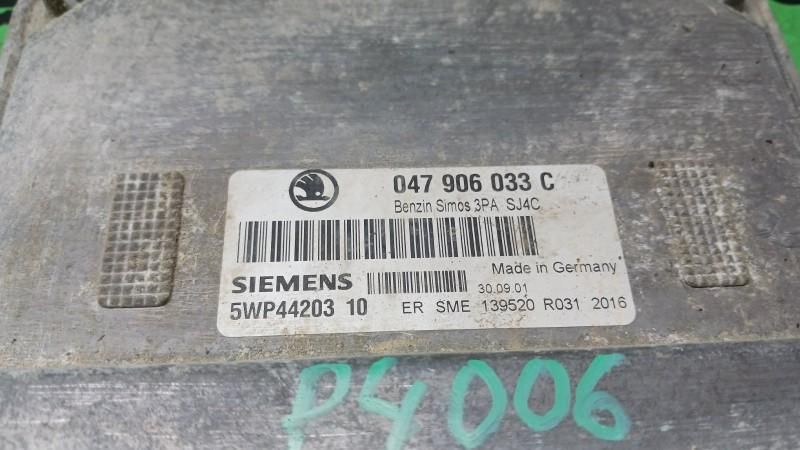 047 906 033 C
Benzin Simos 3PA SJ4C
Made in Germany
SIEMENS
30.09.01
5WP44203 10 ER SME 139520 R031 2016
P4006